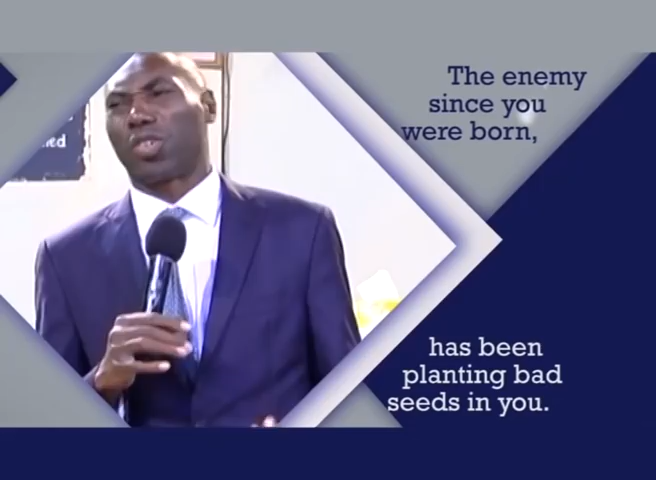 The enemy
since you
were born,
has been
planting bad
seeds in you.